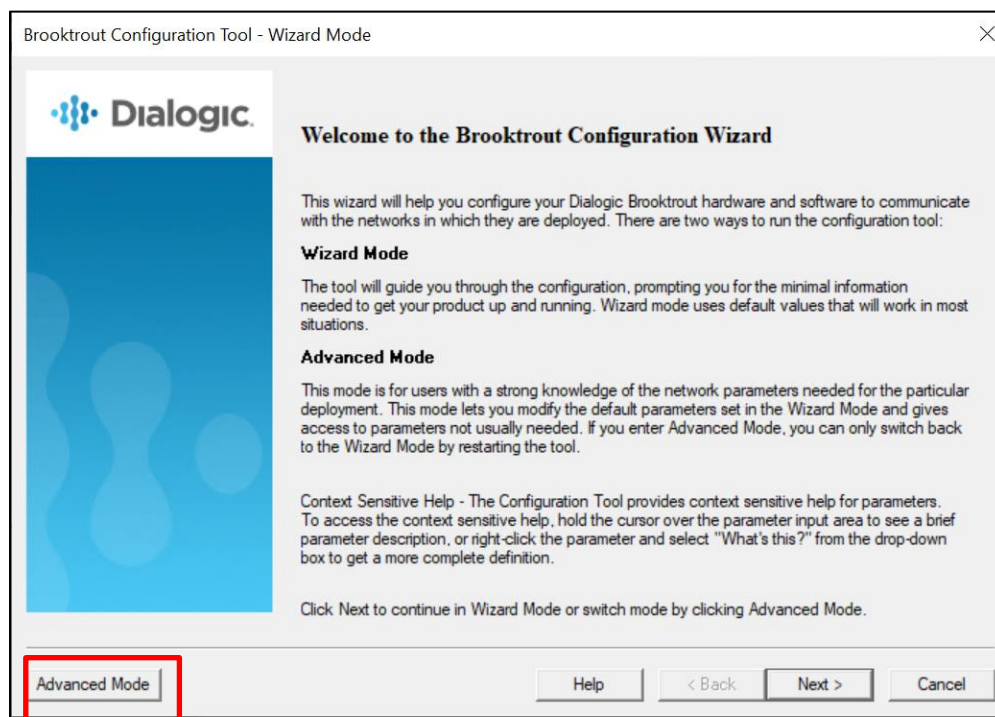 Brooktrout Configuration Tool - Wizard Mode
Dialogic.
Welcome to the Brooktrout Configuration Wizard
This wizard will help you configure your Dialogic Brooktrout hardware and software to communicate
with the networks in which they are deployed. There are two ways to run the configuration tool:
Wizard Mode
The tool will guide you through the configuration, prompting you for the minimal information
needed to get your product up and running. Wizard mode uses default values that will work in most
situations.
Advanced Mode
This mode is for users with a strong knowledge of the network parameters needed for the particular
deployment. This mode lets you modify the default parameters set in the Wizard Mode and gives
access to parameters not usually needed. If you enter Advanced Mode, you can only switch back
to the Wizard Mode by restarting the tool.
Context Sensitive Help - The Configuration Tool provides context sensitive help for parameters.
To access the context sensitive help, hold the cursor over the parameter input area to see a brief
parameter description, or right-click the parameter and select "What's this?" from the drop-down
box to get a more complete definition.
Click Next to continue in Wizard Mode or switch mode by clicking Advanced Mode.
Advanced Mode Help < Back Next > Cancel